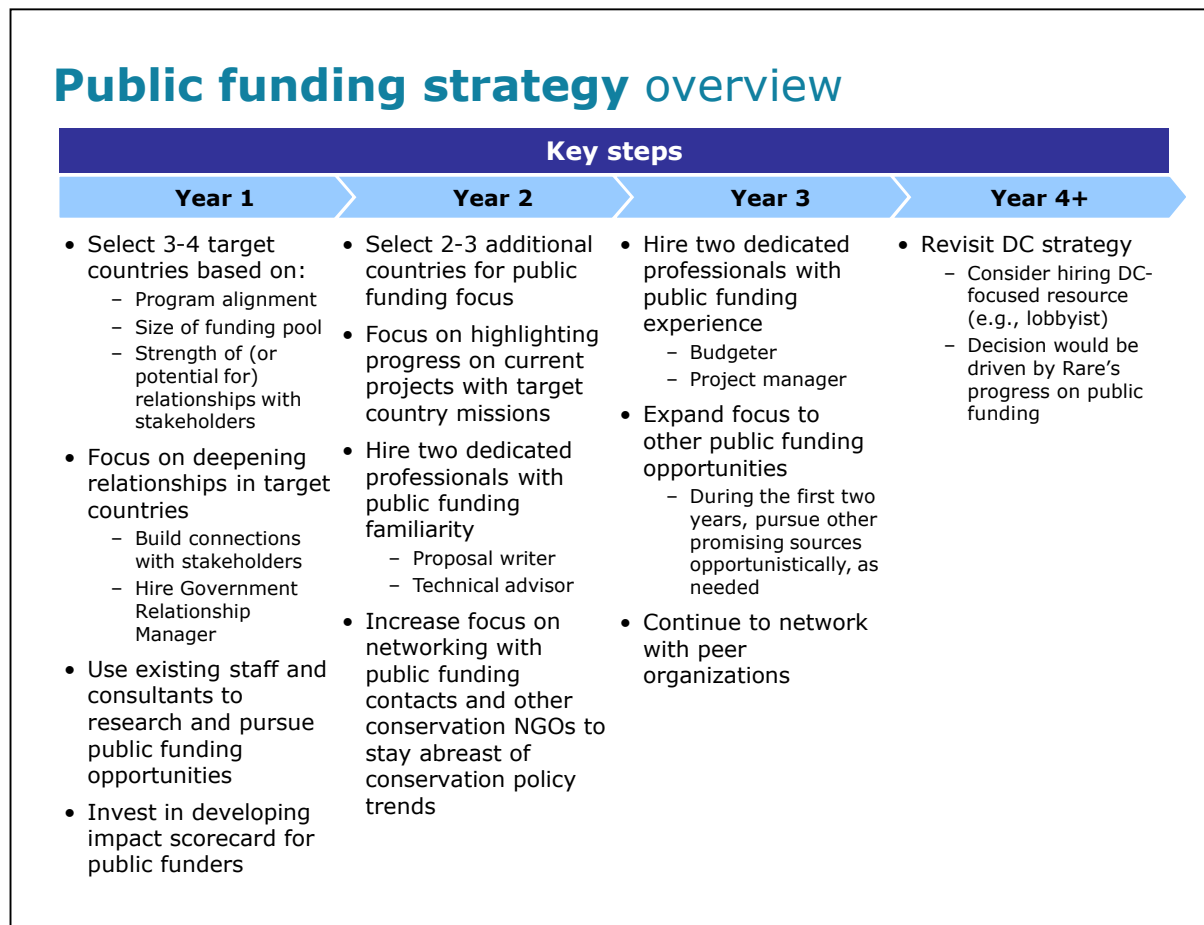 Public funding strategy overview
Key steps
Year 1
Year 2
Year 3
Year 4+
• Select 3-4 target
countries based on:
– Program alignment
– Size of funding pool
– Strength of (or
potential for)
relationships with
stakeholders
• Focus on deepening
relationships in target
countries
– Build connections
with stakeholders
– Hire Government
Relationship
Manager
• Use existing staff and
consultants to
research and pursue
public funding
opportunities
• Invest in developing
impact scorecard for
public funders
• Select 2-3 additional
countries for public
funding focus
• Focus on highlighting
progress on current
projects with target
country missions
• Hire two dedicated
professionals with
public funding
familiarity
– Proposal writer
– Technical advisor
• Increase focus on
networking with
public funding
contacts and other
conservation NGOs to
stay abreast of
conservation policy
trends
• Hire two dedicated
professionals with
public funding
experience
– Budgeter
– Project manager
• Expand focus to
other public funding
opportunities
– During the first two
years, pursue other
promising sources
opportunistically, as
needed
• Continue to network
with peer
organizations
• Revisit DC strategy
– Consider hiring DC-
focused resource
(e.g., lobbyist)
– Decision would be
driven by Rare’s
progress on public
funding